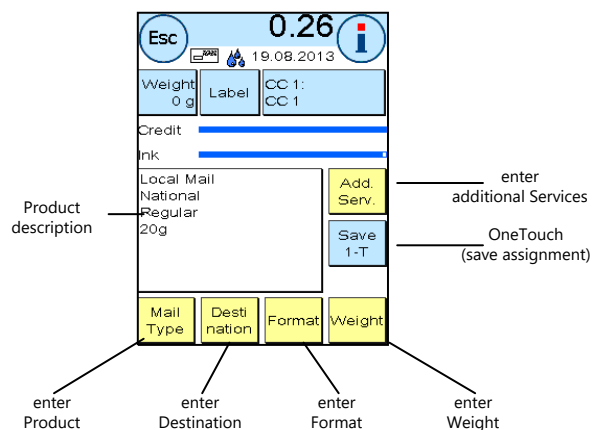 Esc
0.26
i
19.08.2013
Weight
0 g
Label
CC 1:
CC 1
Credit
Ink
Local Mail
National
Regular
20g
Add.
Serv.
Save
1-T
Mail
Type
Desti
nation
Format
Weight
Product
description
enter
additional Services
OneTouch
(save assignment)
enter
Product
enter
Destination
enter
Format
enter
Weight